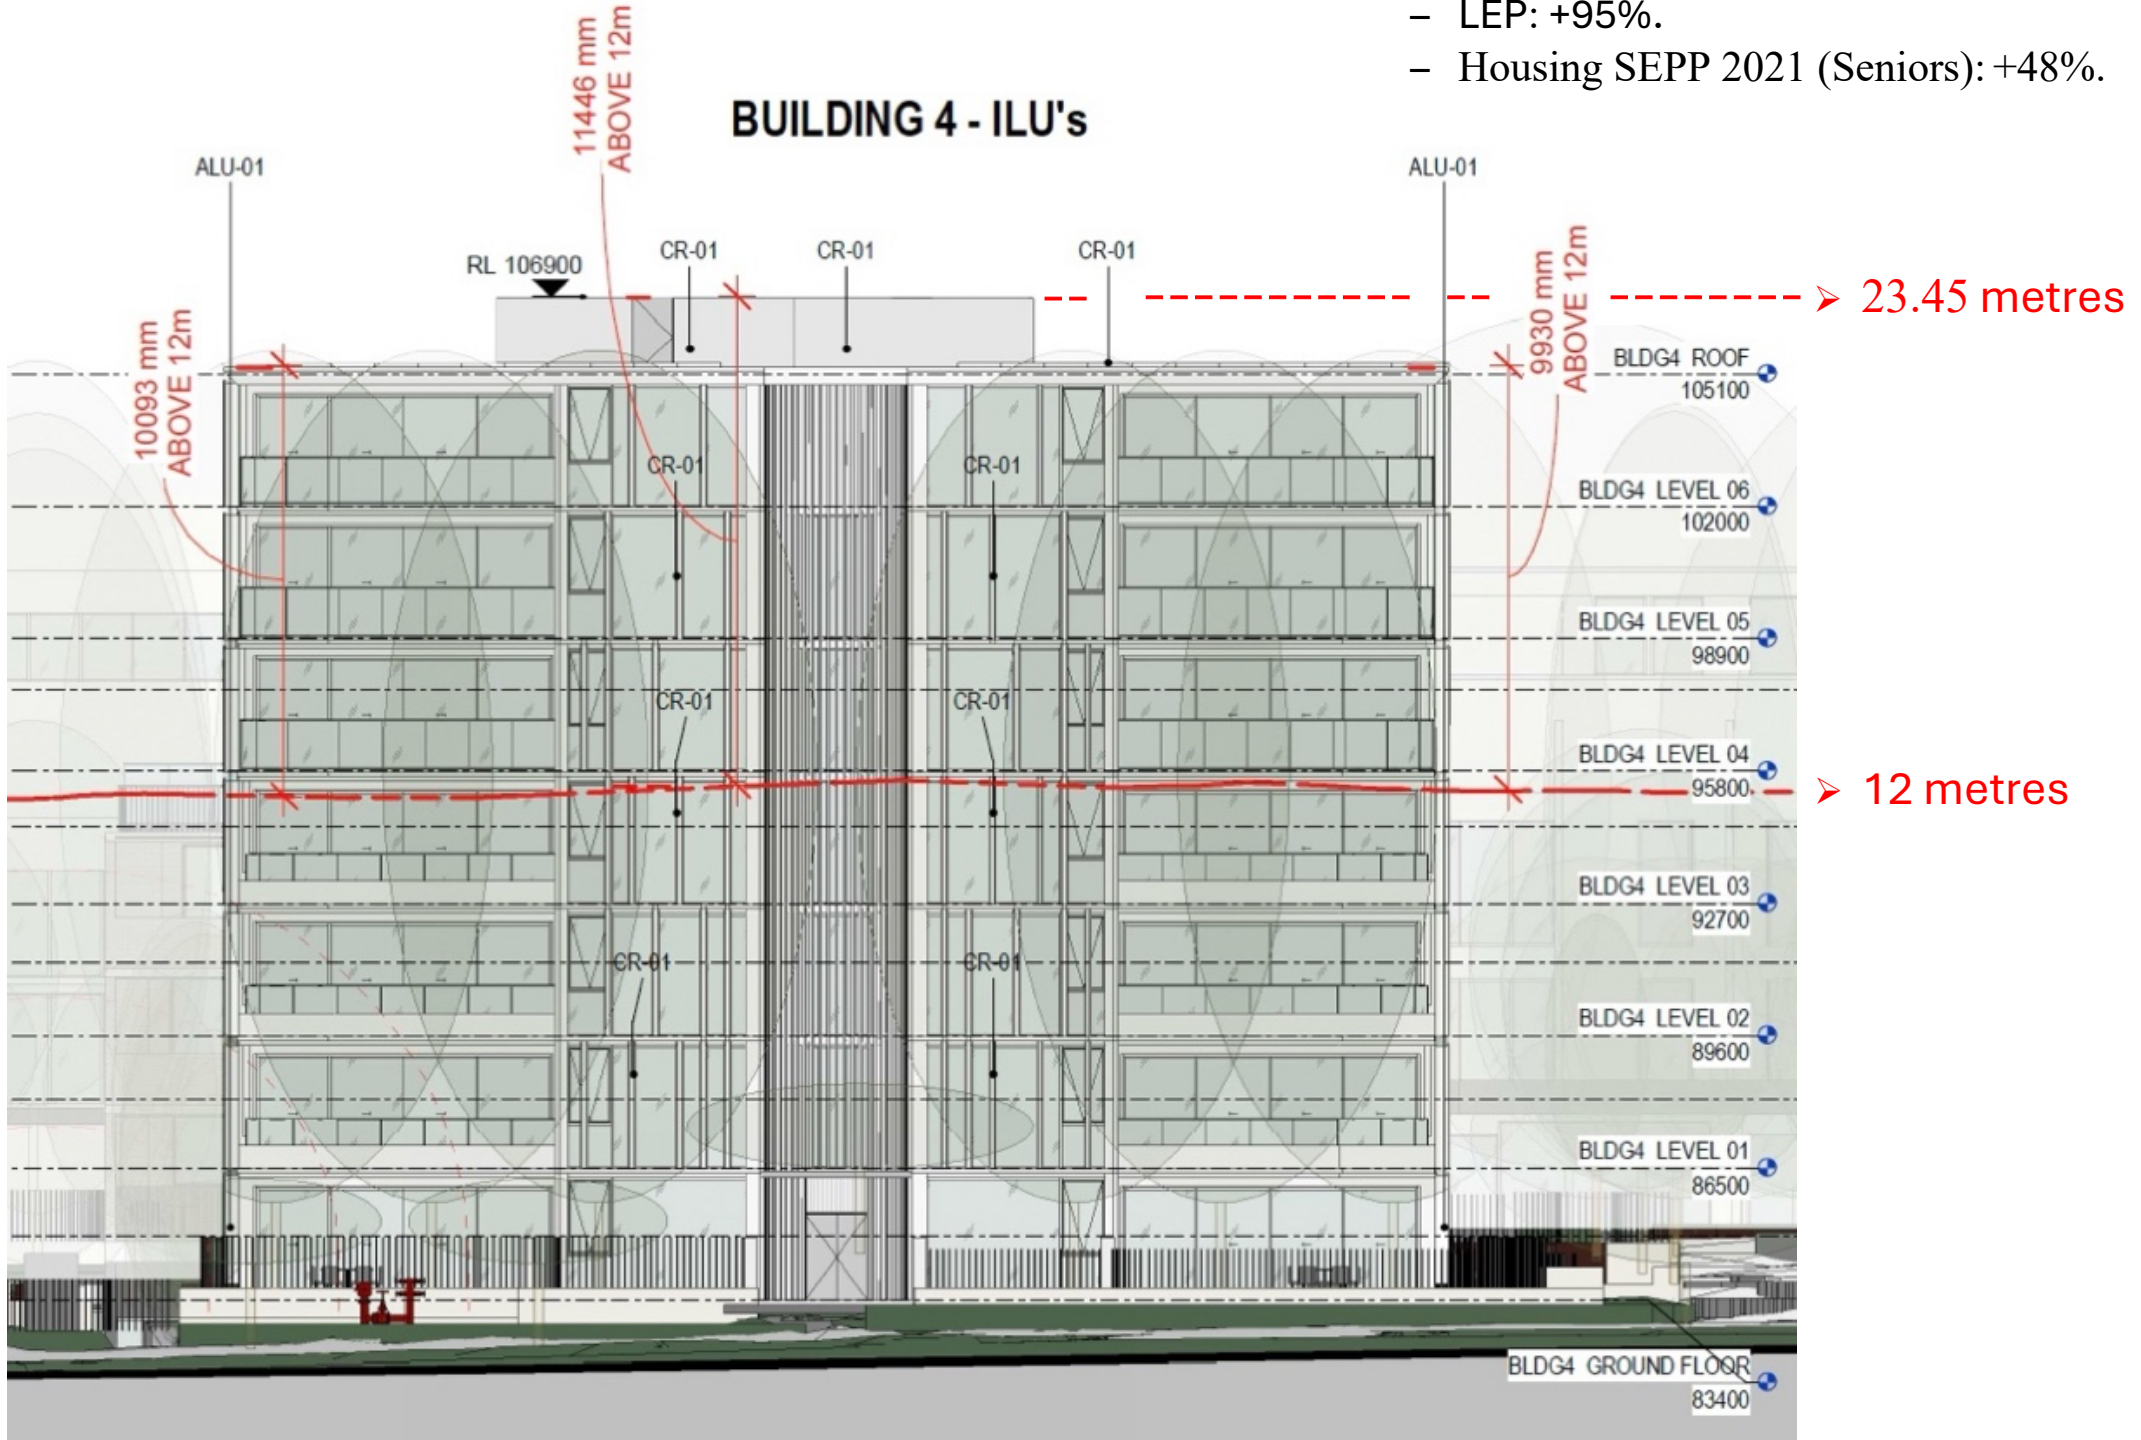 – LEP: +95%.
– Housing SEPP 2021 (Seniors): +48%.
BUILDING 4 - ILU's
11446 mm
ABOVE 12m
ALU-01
ALU-01
CR-01
CR-01
CR-01
RL 106900
9930 mm
ABOVE 12m
➢ 23.45 metres
10093 mm
ABOVE 12m
BLDG4 ROOF
105100
CR-01
CR-01
BLDG4 LEVEL 06
102000
BLDG4 LEVEL 05
98900
CR-01
CR-01
BLDG4 LEVEL 04
95800
➢ 12 metres
BLDG4 LEVEL 03
92700
CR-01
CR-01
BLDG4 LEVEL 02
89600
BLDG4 LEVEL 01
86500
BLDG4 GROUND FLOOR
83400